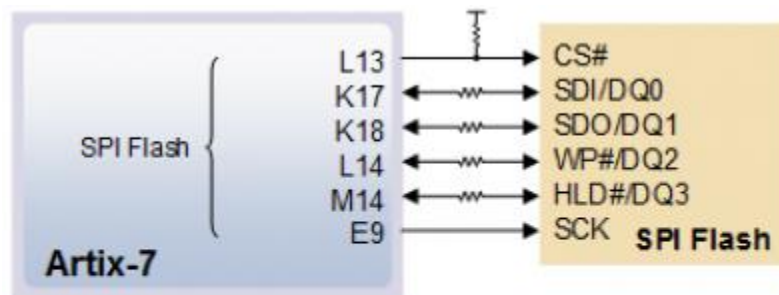 L13 CS#
K17 SDI/DQ0
K18 SDO/DQ1
SPI Flash L14 WP#/DQ2
M14 HLD#/DQ3
E9 SCK
Artix-7 SPI Flash